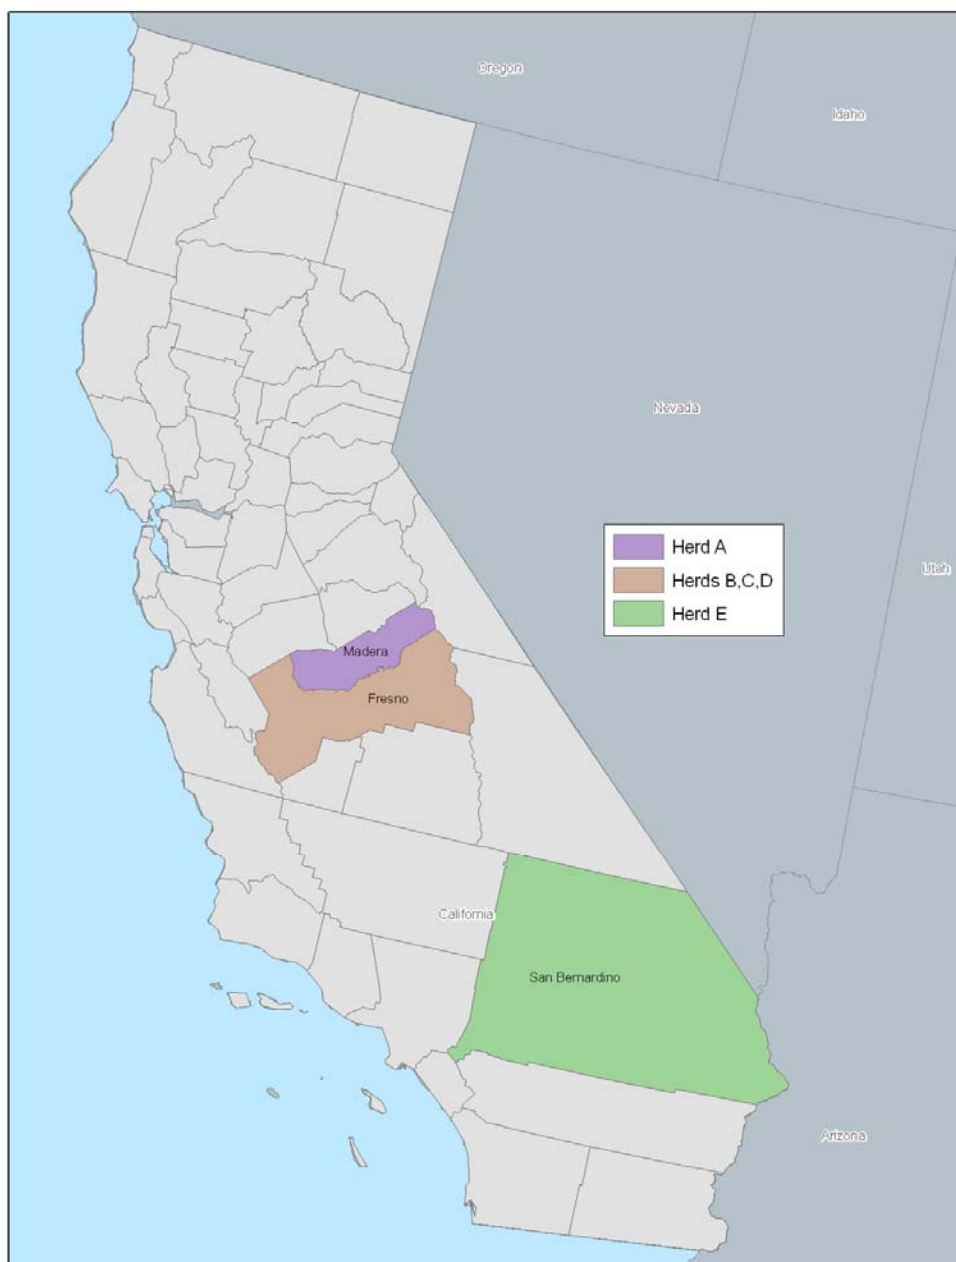 Oregon
Idaho
Nevada
Herd A
Herds B,C,D
Herd E
Utah
Madera
Fresno
California
San Bernardino
Arizona